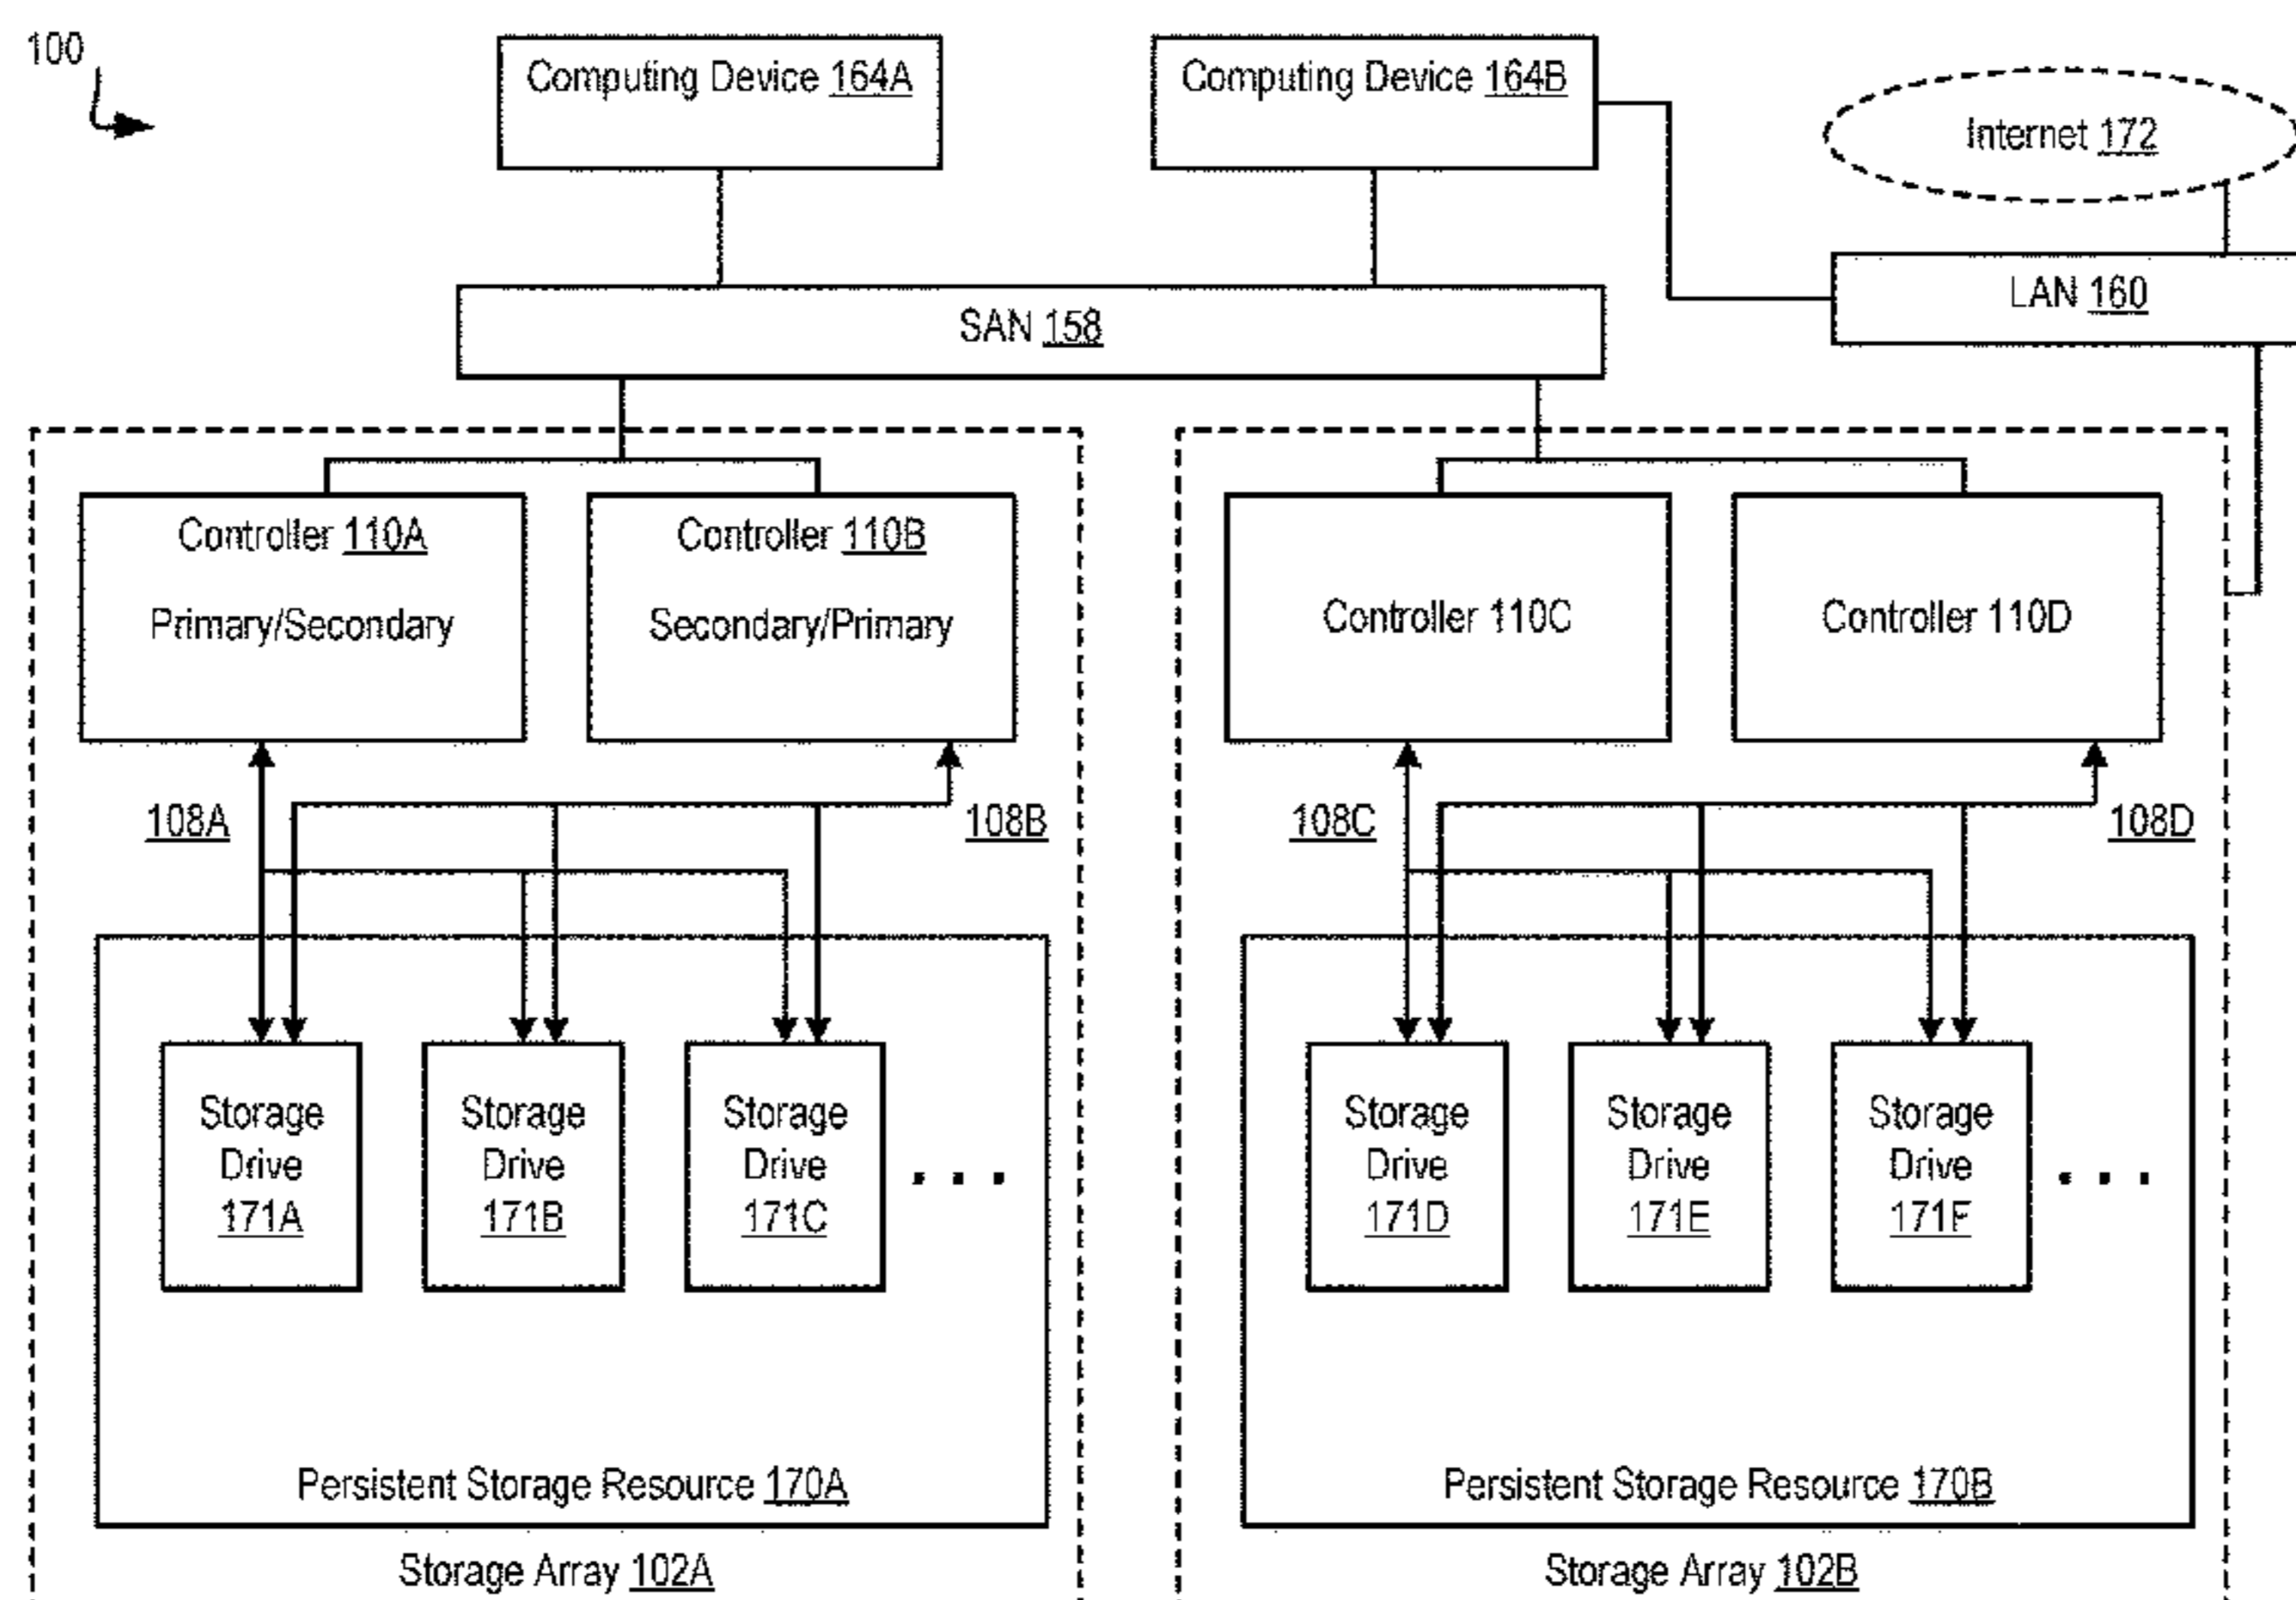 100
Computing Device 164A
Computing Device 164B
Internet 172
LAN 160
SAN 158
Controller 110A
Primary/Secondary
Controller 110B
Secondary/Primary
Controller 110C
Controller 110D
108A
108B
108C
108D
Storage
Drive
171A
Storage
Drive
171B
Storage
Drive
171C
. . .
Storage
Drive
171D
Storage
Drive
171E
Storage
Drive
171F
. . .
Persistent Storage Resource 170A
Persistent Storage Resource 170B
Storage Array 102A
Storage Array 102B